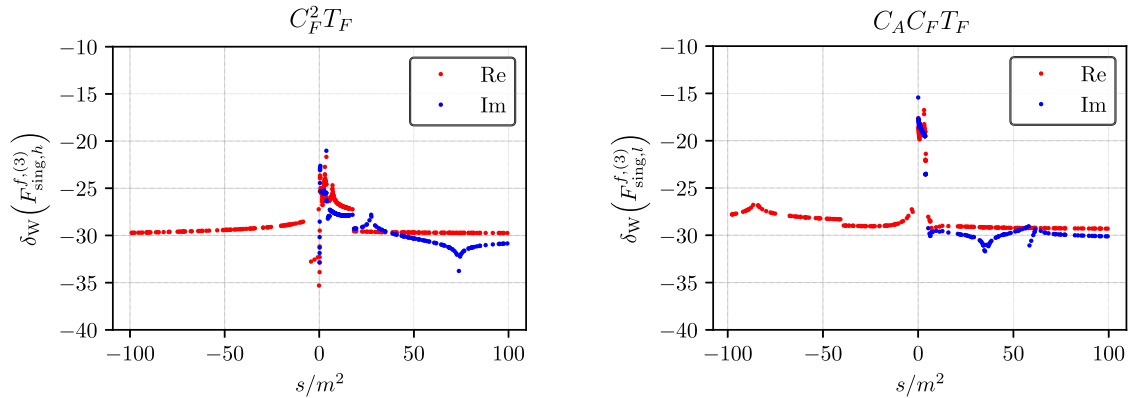 C_F^2 T_F
δ_W(F_{sing,h}^{f,(3)})
−10
−15
−20
−25
−30
−35
−40
Re
Im
−100
−50
0
50
100
s/m^2
C_A C_F T_F
δ_W(F_{sing,l}^{f,(3)})
−10
−15
−20
−25
−30
−35
−40
Re
Im
−100
−50
0
50
100
s/m^2